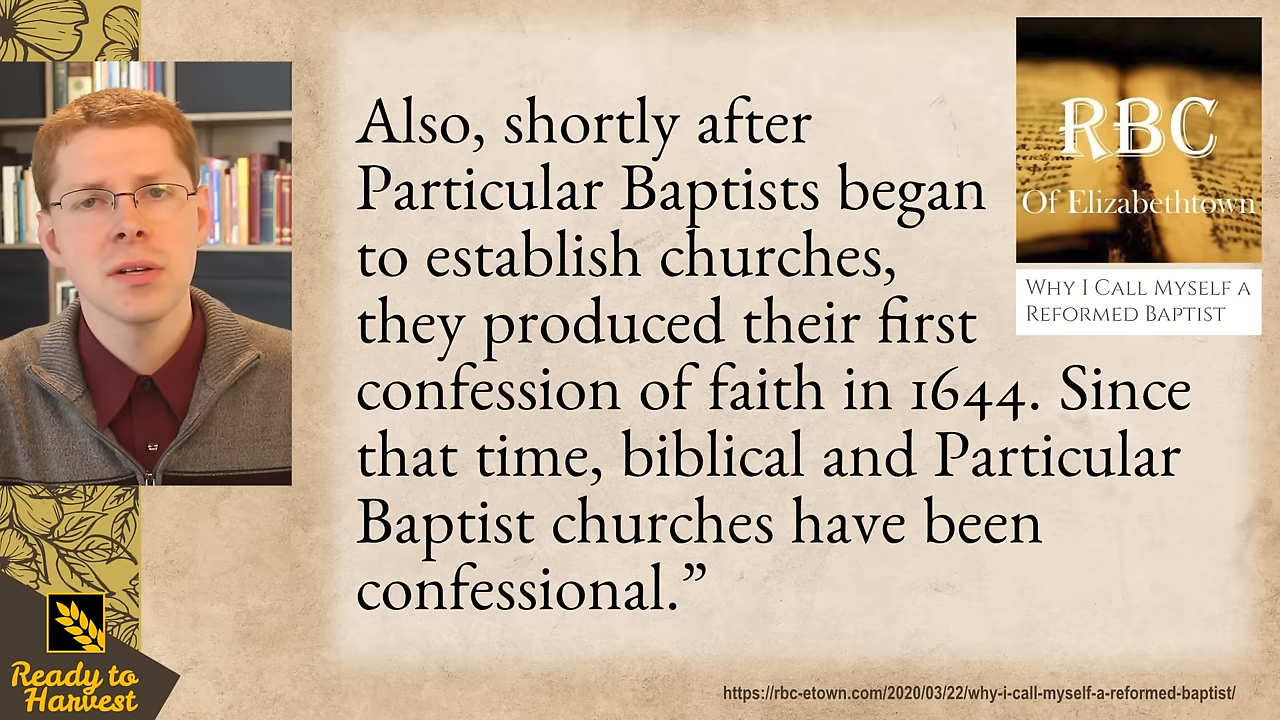 Also, shortly after
Particular Baptists began
to establish churches,
they produced their first
confession of faith in 1644. Since
that time, biblical and Particular
Baptist churches have been
confessional.”
RBC
Of Elizabethtown
Why I Call Myself a
Reformed Baptist
Ready to
Harvest
https://rbc-etown.com/2020/03/22/why-i-call-myself-a-reformed-baptist/